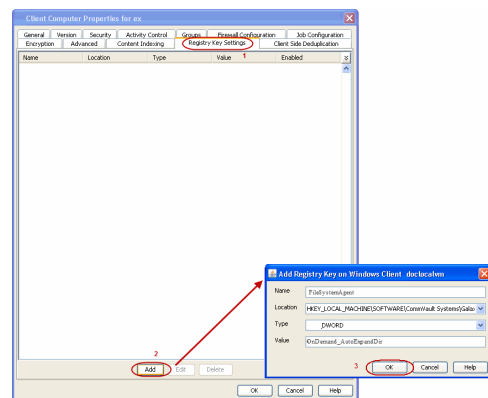 Client Computer Properties for ex
General Version Security Activity Control Groups Firewall Configuration Job Configuration
Encryption Advanced Content Indexing Registry Key Settings Client Side Deduplication
1
Name Location Type Value Enabled
Add Registry Key on Windows Client doclocalvm
Name FileSystemAgent
Location HKEY_LOCAL_MACHINE\SOFTWARE\CommVault Systems\Galax
Type DWORD
Value OnDemand_AutoExpandDir
3 OK Cancel Help
2
Add Edit Delete
OK Cancel Help